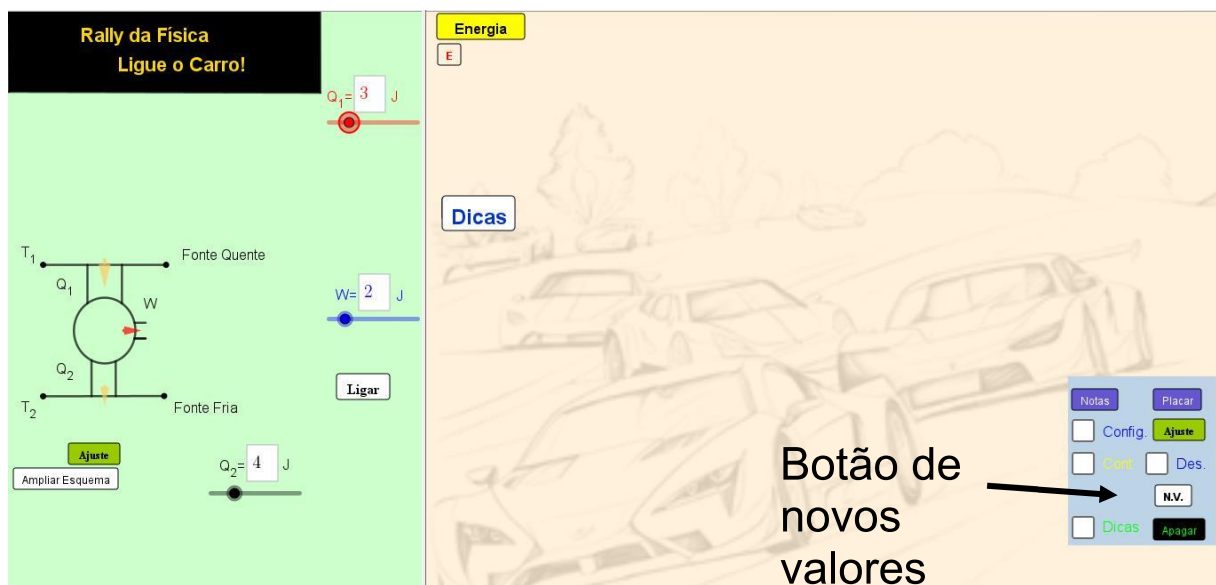 Rally da Física
Ligue o Carro!
Q1= 3 J
T1
Fonte Quente
Q1
W
Q2
T2
Fonte Fria
W= 2 J
Ligar
Ajuste
Ampliar Esquema
Q2= 4 J
Energia
E
Dicas
Notas
Placar
Config.
Ajuste
Cont.
Des.
N.V.
Dicas
Apagar
Botão de
novos
valores